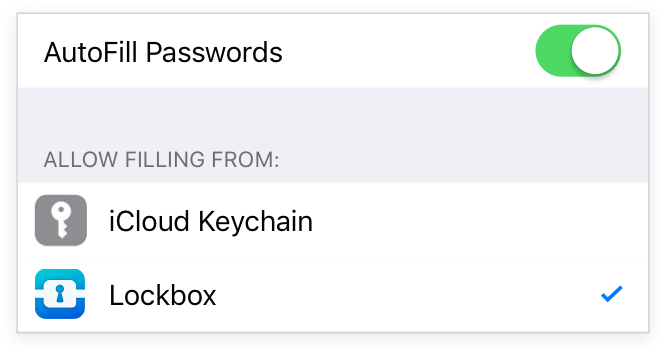 AutoFill Passwords
ALLOW FILLING FROM:
iCloud Keychain
Lockbox